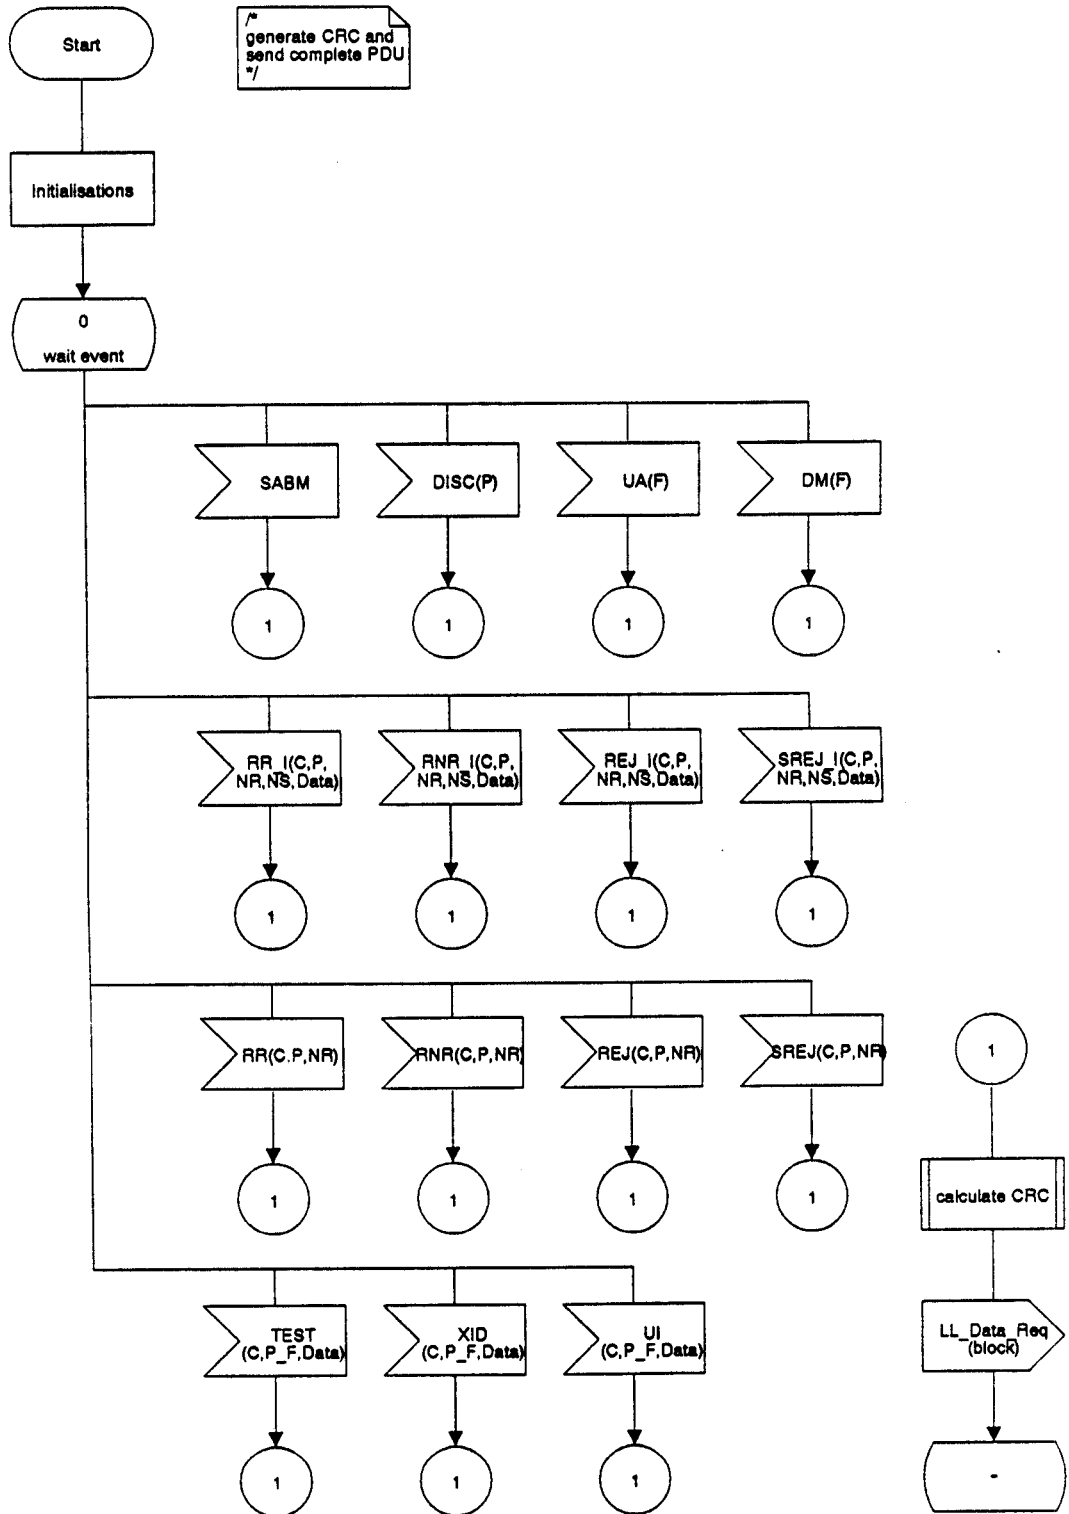 Start
/*
generate CRC and
send complete PDU
*/
Initialisations
0
wait event
SABM
DISC(P)
UA(F)
DM(F)
1
1
1
1
RR_I(C,P,
NR,NS,Data)
RNR_I(C,P,
NR,NS,Data)
REJ_I(C,P,
NR,NS,Data)
SREJ_I(C,P,
NR,NS,Data)
1
1
1
1
RR(C.P,NR)
RNR(C,P,NR)
REJ(C,P,NR)
SREJ(C,P,NR)
1
1
1
1
1
calculate CRC
TEST
(C,P_F,Data)
XID
(C,P_F,Data)
UI
(C,P_F,Data)
LL_Data_Req
(block)
1
1
1
-